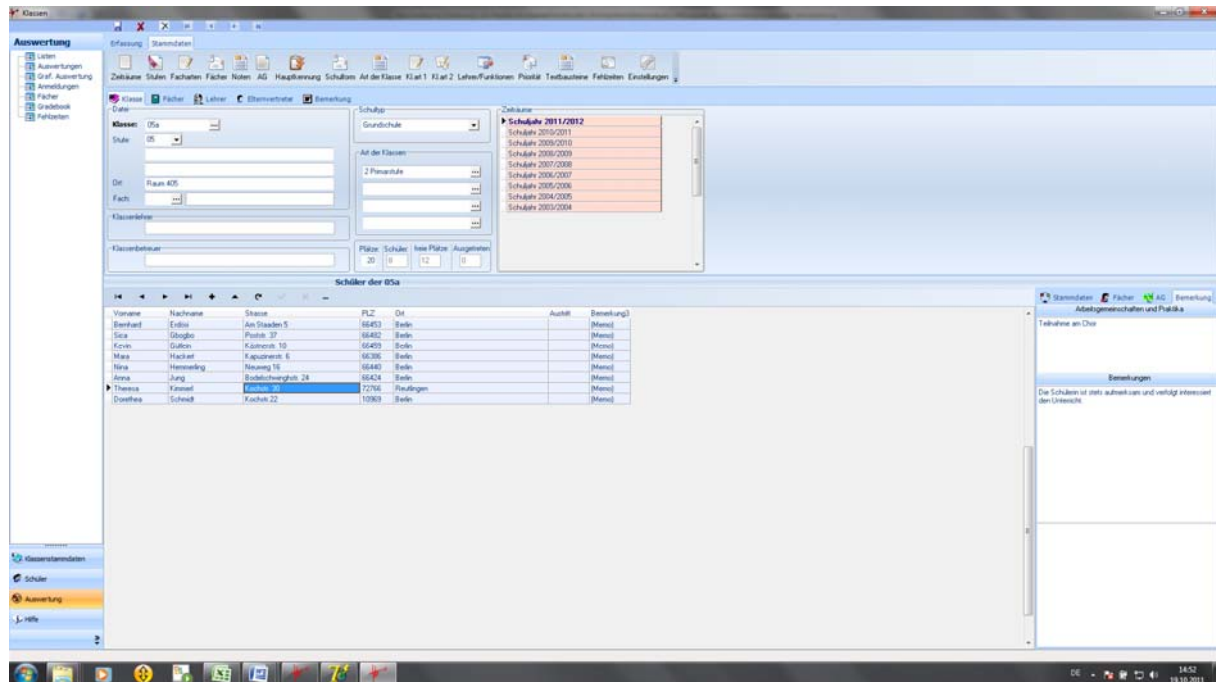 Klassen
Auswertung
Listen
Auswertungen
Graf. Auswertung
Anmeldungen
Fächer
Gradebook
Fehlzeiten
Erfassung Stammdaten
Zeiträume Stufen Facharten Fächer Noten AG Hauptkennung Schulform Art der Klasse Kl.art 1 Kl.art 2 Lehrer/Funktionen Priorität Textbausteine Fehlzeiten Einstellungen
Klasse Fächer Lehrer Elternvertreter Bemerkung
Datei
Klasse: 05a
Stufe 05
Ort Raum 405
Fach:
Klassenlehrer
Klassenbetreuer
Schultyp
Grundschule
Art der Klassen
2 Primarstufe
Plätze Schüler freie Plätze Ausgetreten
20 8 12 0
Zeiträume
Schuljahr 2011/2012
Schuljahr 2010/2011
Schuljahr 2009/2010
Schuljahr 2008/2009
Schuljahr 2007/2008
Schuljahr 2006/2007
Schuljahr 2005/2006
Schuljahr 2004/2005
Schuljahr 2003/2004
Schüler der 05a
Vorname Nachname Strasse PLZ Ort Austritt Bemerkung3
Bernhard Erdösi Am Staaden 5 66453 Berlin (Memo)
Sica Gbogbo Poststr. 37 66482 Berlin (Memo)
Kevin Gutton Kästnerstr. 10 66459 Berlin (Memo)
Mara Hackert Kapuzinerstr. 6 66386 Berlin (Memo)
Nina Hemmerling Neuweg 16 66440 Berlin (Memo)
Anna Jung Bodelschwinghstr. 24 66424 Berlin (Memo)
Theresa Kochstr. 30 72766 Reutlingen (Memo)
Dorothea Schmidt Kochstr.22 10969 Berlin (Memo)
Stammdaten Fächer AG Bemerkung
Arbeitsgemeinschaften und Praktika
Teilnahme am Chor
Bemerkungen
Die Schülerin ist stets aufmerksam und verfolgt interessiert
den Unterricht.
Klassenstammdaten
Schüler
Auswertung
Hilfe
DE
14:52
19.10.2011